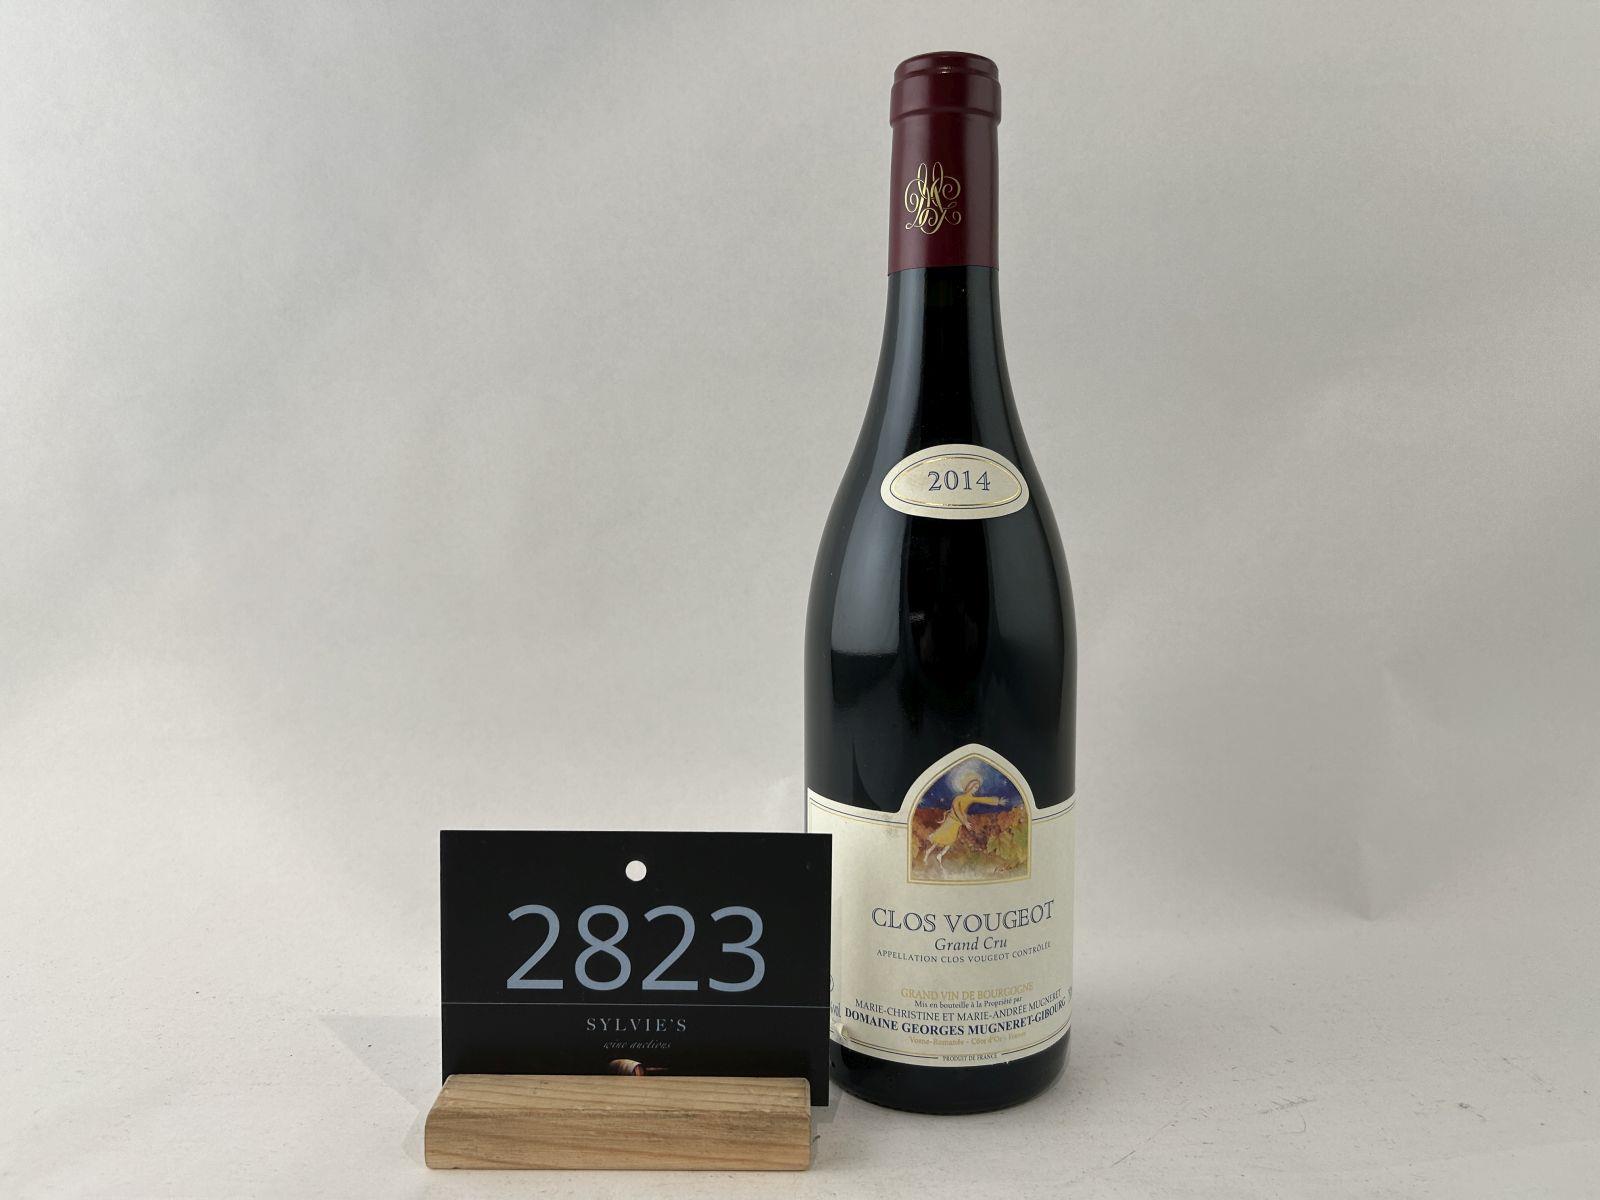 2014
CLOS VOUGEOT
Grand Cru
APPELLATION CLOS VOUGEOT CONTRÔLÉE
GRAND VIN DE BOURGOGNE
Mis en bouteille à la Propriété par
MARIE-CHRISTINE ET MARIE-ANDRÉE MUGNERET
DOMAINE GEORGES MUGNERET-GIBOURG
Vosne-Romanée - Côte d'Or - France
PRODUIT DE FRANCE
2823
SYLVIE'S
wine auctions